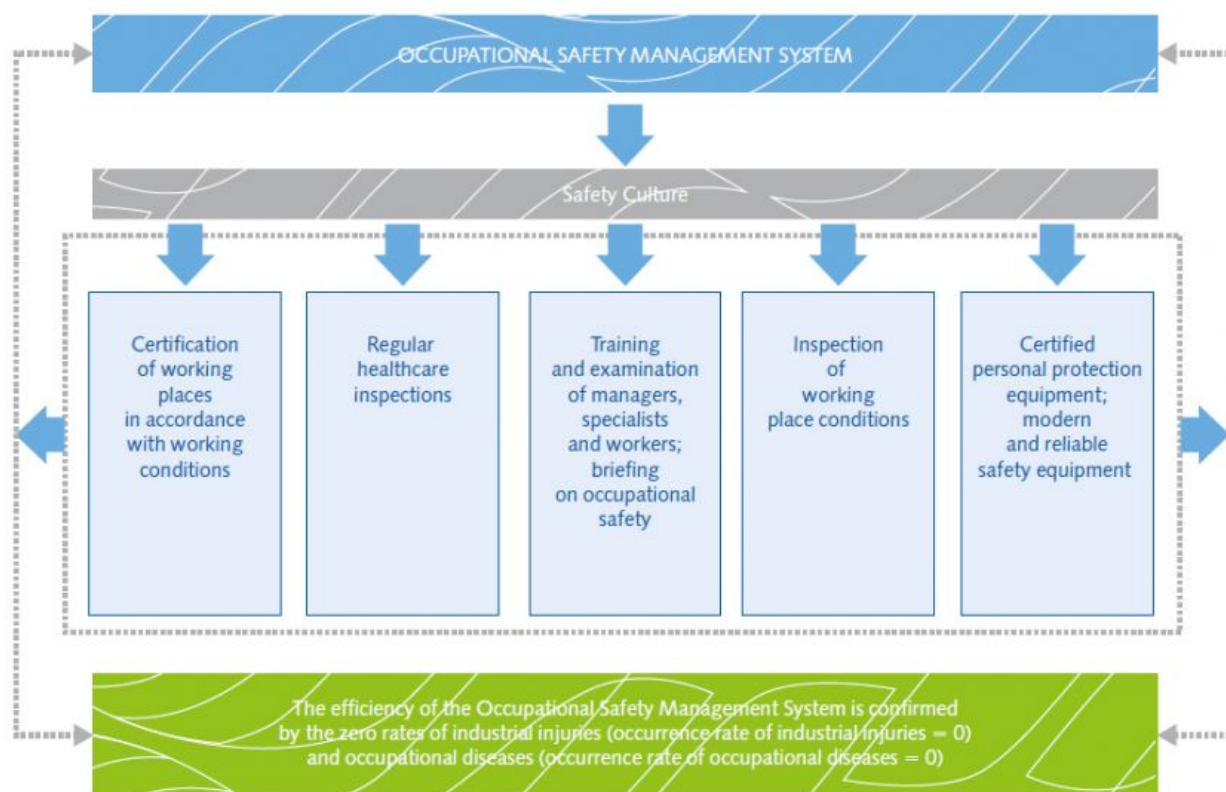 OCCUPATIONAL SAFETY MANAGEMENT SYSTEM
Safety Culture
Certification
of working
places
in accordance
with working
conditions
Regular
healthcare
inspections
Training
and examination
of managers,
specialists
and workers;
briefing
on occupational
safety
Inspection
of
working
place conditions
Certified
personal protection
equipment;
modern
and reliable
safety equipment
The efficiency of the Occupational Safety Management System is confirmed
by the zero rates of industrial injuries (occurrence rate of industrial injuries = 0)
and occupational diseases (occurrence rate of occupational diseases = 0)